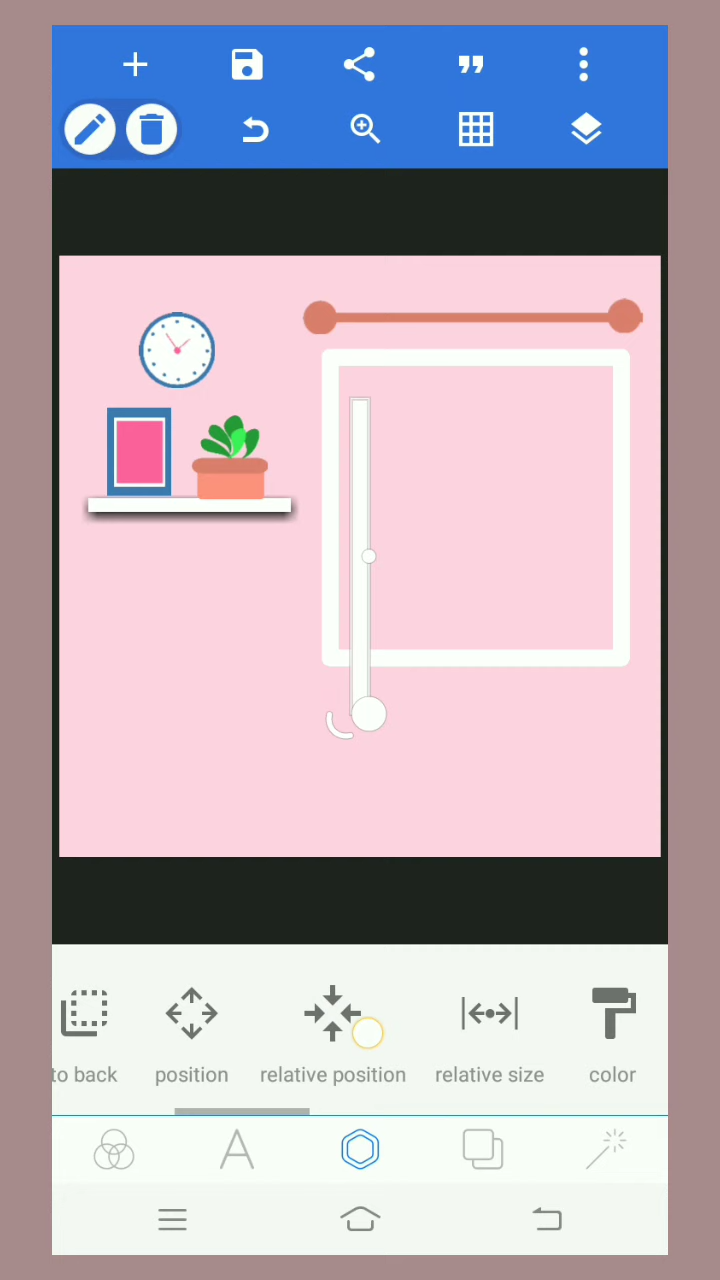 to back
position
relative position
relative size
color